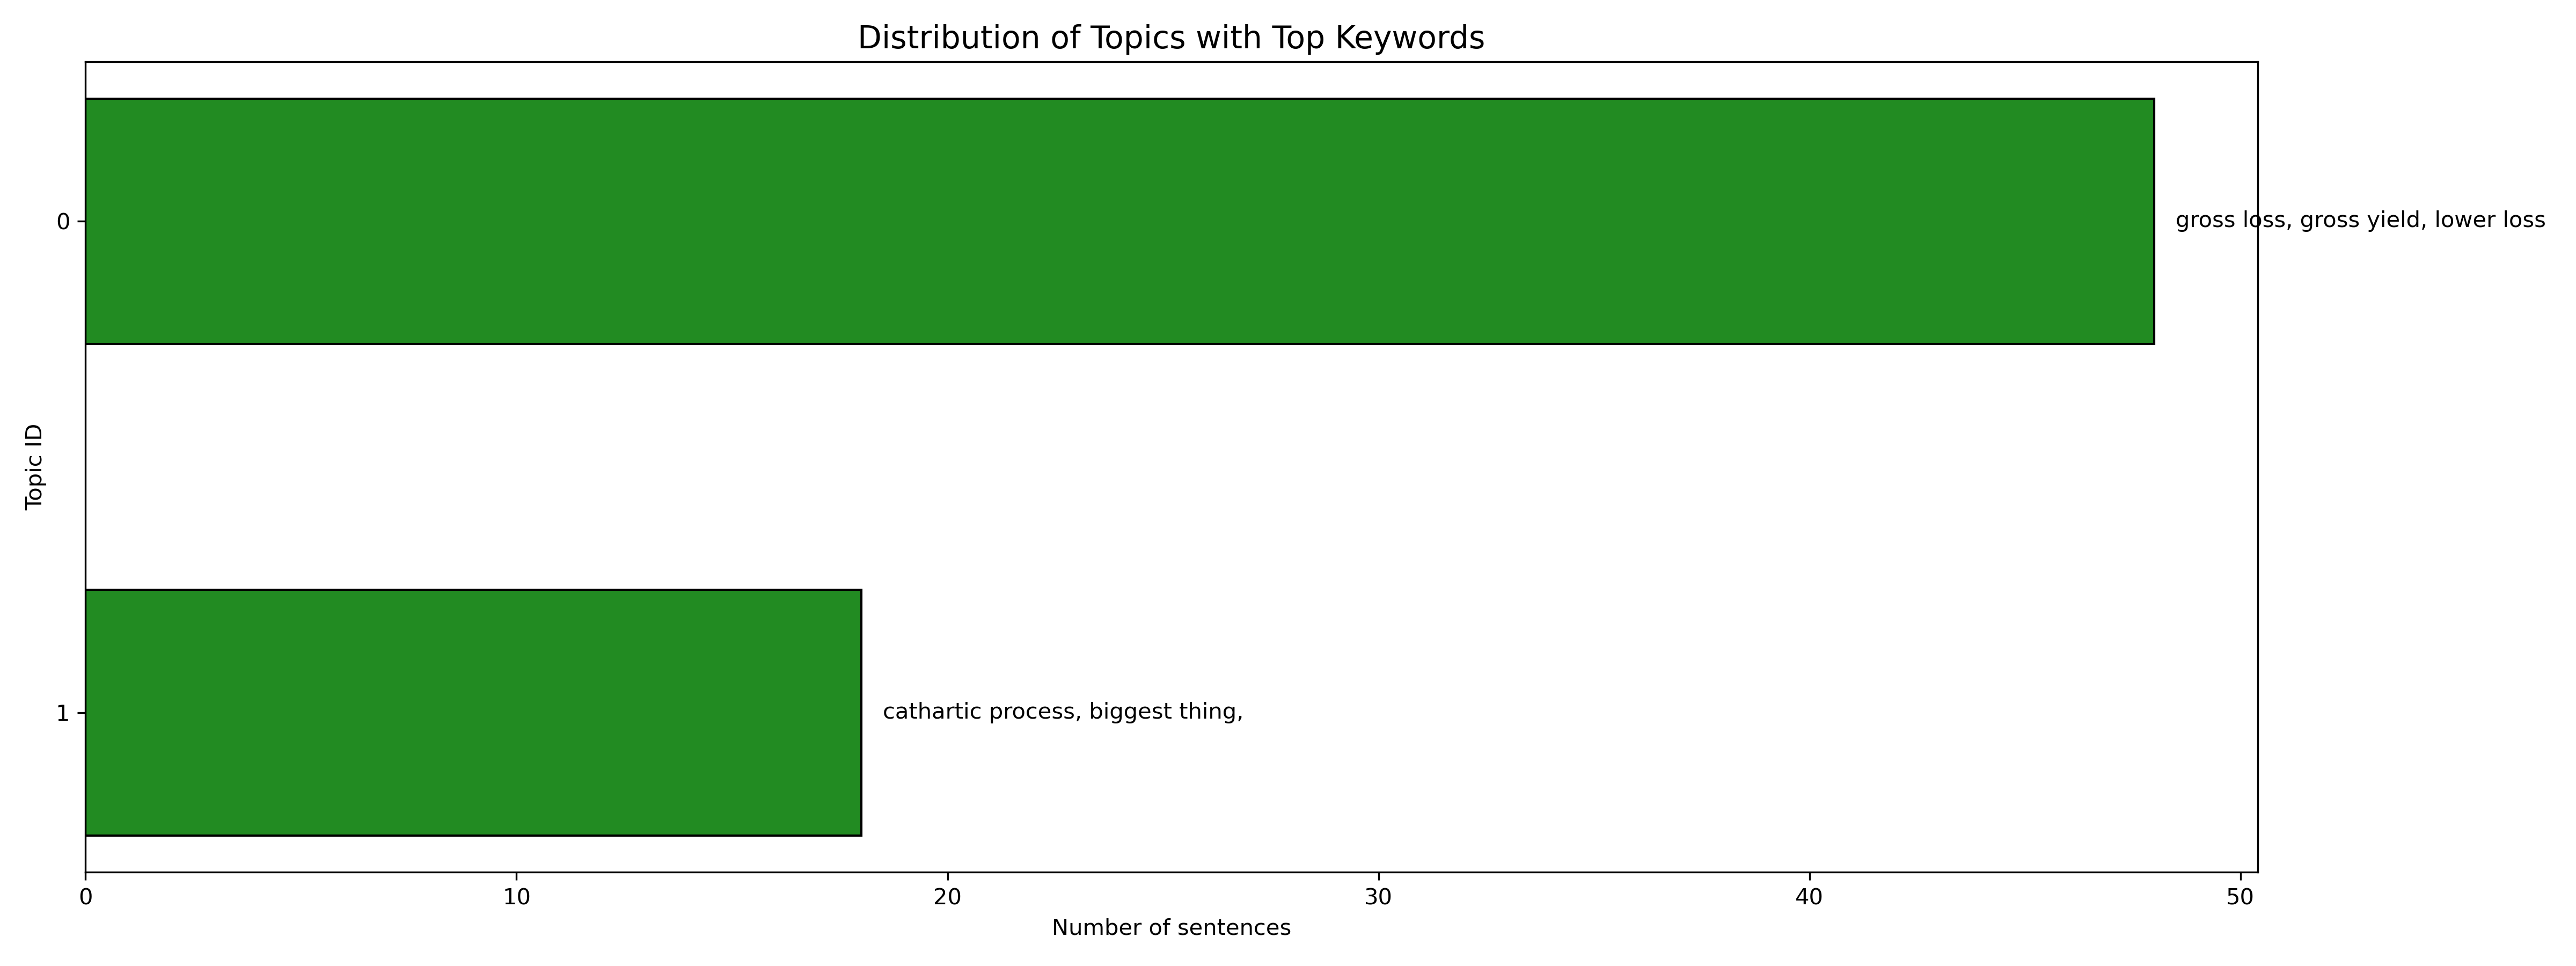 Distribution of Topics with Top Keywords
0
gross loss, gross yield, lower loss
Topic ID
1
cathartic process, biggest thing,
0 10 20 30 40 50
Number of sentences